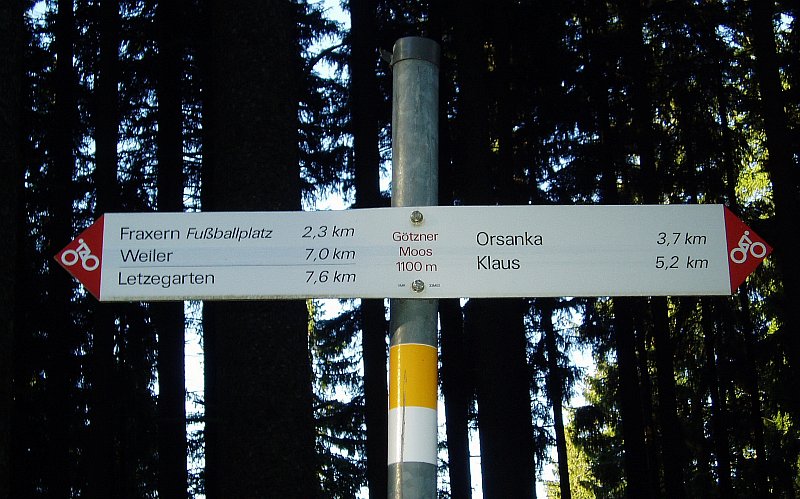 Fraxern Fußballplatz 2,3 km
Weiler 7,0 km
Letzegarten 7,6 km
Götzner
Moos
1100 m
Orsanka 3,7 km
Klaus 5,2 km